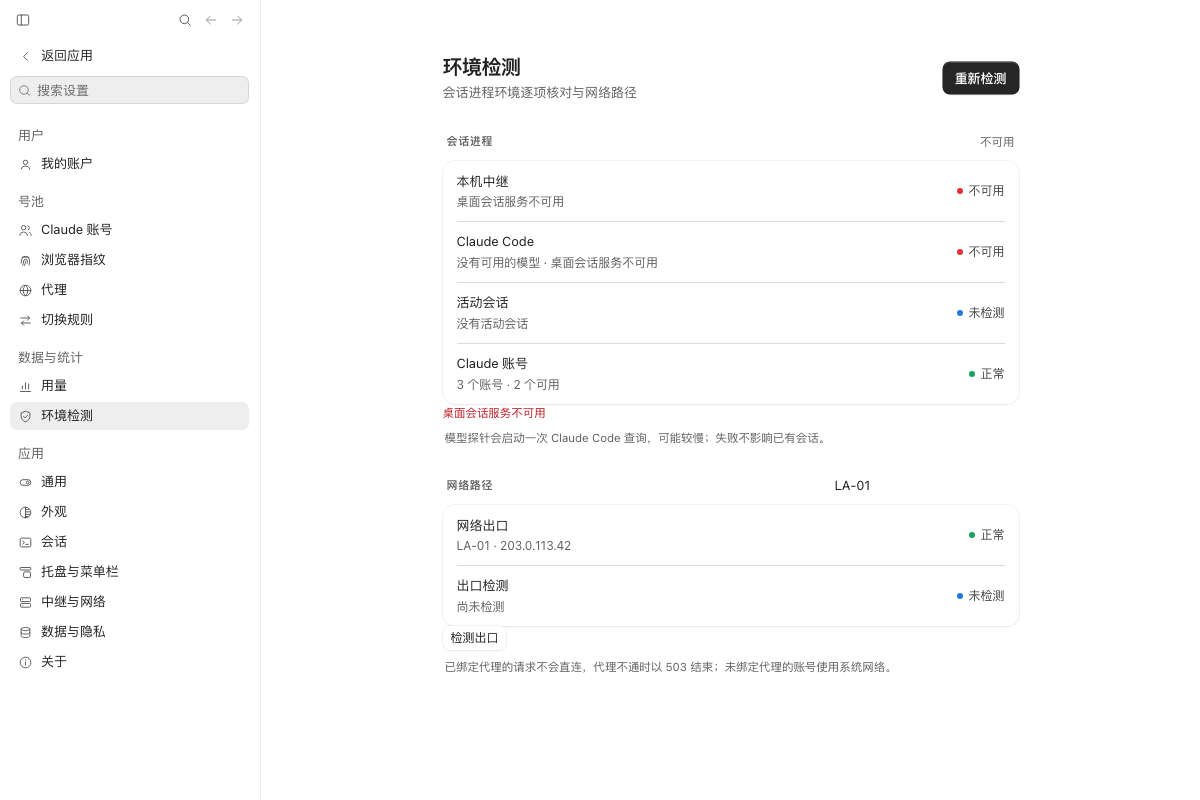 返回应用
搜索设置
用户
我的账户
号池
Claude 账号
浏览器指纹
代理
切换规则
数据与统计
用量
环境检测
应用
通用
外观
会话
托盘与菜单栏
中继与网络
数据与隐私
关于
环境检测
会话进程环境逐项核对与网络路径
重新检测
会话进程
不可用
本机中继
桌面会话服务不可用
不可用
Claude Code
没有可用的模型 · 桌面会话服务不可用
不可用
活动会话
没有活动会话
未检测
Claude 账号
3 个账号 · 2 个可用
正常
桌面会话服务不可用
模型探针会启动一次 Claude Code 查询，可能较慢；失败不影响已有会话。
网络路径
LA-01
网络出口
LA-01 · 203.0.113.42
正常
出口检测
尚未检测
未检测
检测出口
已绑定代理的请求不会直连，代理不通时以 503 结束；未绑定代理的账号使用系统网络。